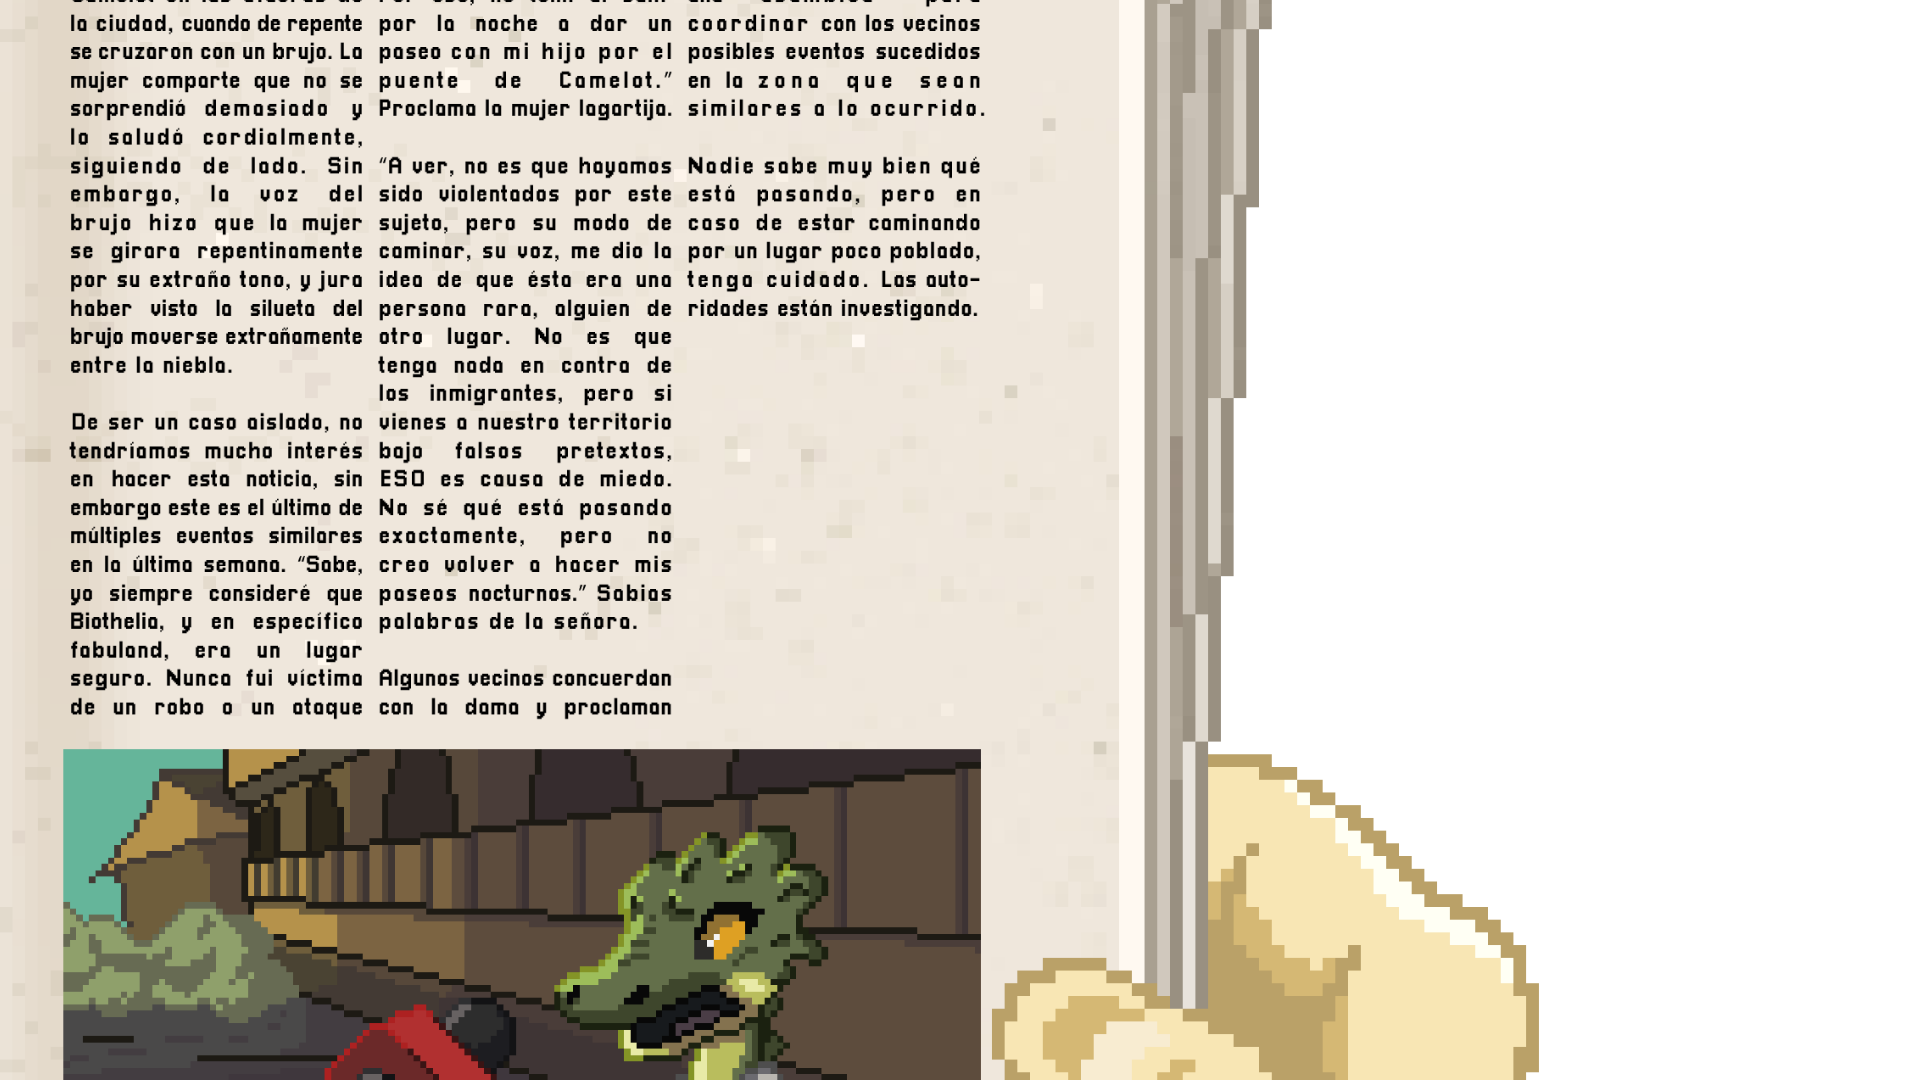 la ciudad, cuando de repente
se cruzaron con un brujo. La
mujer comparte que no se
sorprendió demasiado y
lo saludó cordialmente,
siguiendo de lado. Sin
embargo, la voz del
brujo hizo que la mujer
se girara repentinamente
por su extraño tono, y jura
haber visto la silueta del
brujo moverse extrañamente
entre la niebla.
De ser un caso aislado, no
tendríamos mucho interés
en hacer esta noticia, sin
embargo este es el último de
múltiples eventos similares
en la última semana. "Sabe,
yo siempre consideré que
Biothelia, y en específico
fabuland, era un lugar
seguro. Nunca fui víctima
de un robo o un ataque
por la noche a dar un
paseo con mi hijo por el
puente de Camelot."
Proclama la mujer lagartija.
"A ver, no es que hayamos
sido violentados por este
sujeto, pero su modo de
caminar, su voz, me dio la
idea de que ésta era una
persona rara, alguien de
otro lugar. No es que
tenga nada en contra de
los inmigrantes, pero si
vienes a nuestro territorio
bajo falsos pretextos,
ESO es causa de miedo.
No sé qué está pasando
exactamente, pero no
creo volver a hacer mis
paseos nocturnos." Sabias
palabras de la señora.
Algunos vecinos concuerdan
con la dama y proclaman
coordinar con los vecinos
posibles eventos sucedidos
en la zona que sean
similares a lo ocurrido.
Nadie sabe muy bien qué
está pasando, pero en
caso de estar caminando
por un lugar poco poblado,
tenga cuidado. Las auto-
ridades están investigando.